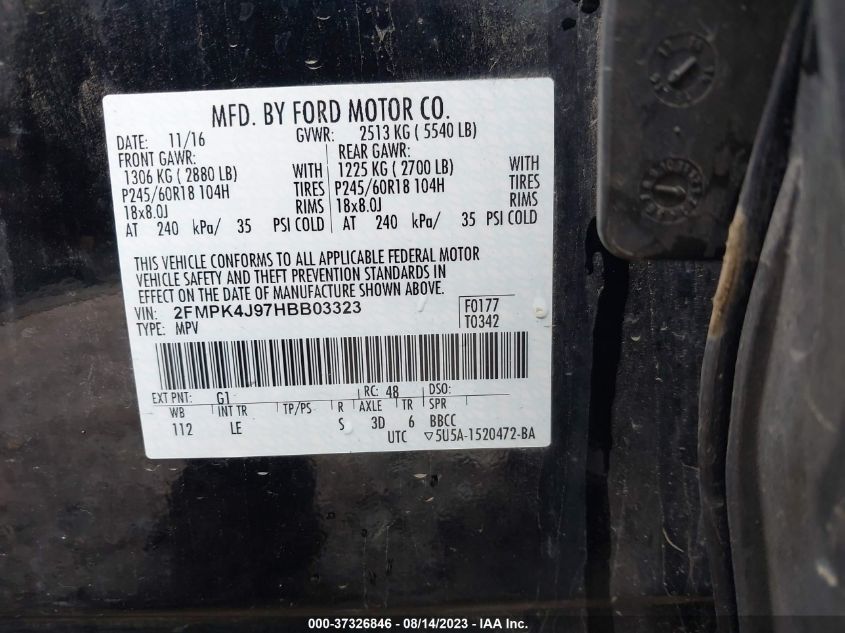 MFD. BY FORD MOTOR CO.
DATE: 11/16 GVWR: 2513 KG ( 5540 LB)
FRONT GAWR: REAR GAWR:
1306 KG ( 2880 LB) WITH 1225 KG ( 2700 LB) WITH
P245/60R18 104H TIRES P245/60R18 104H TIRES
18x8.0J RIMS 18x8.0J RIMS
AT 240 kPa/ 35 PSI COLD AT 240 kPa/ 35 PSI COLD
THIS VEHICLE CONFORMS TO ALL APPLICABLE FEDERAL MOTOR
VEHICLE SAFETY AND THEFT PREVENTION STANDARDS IN
EFFECT ON THE DATE OF MANUFACTURE SHOWN ABOVE.
VIN: 2FMPK4J97HBB03323 F0177
TYPE: MPV T0342
EXT PNT: G1 RC: 48 DSO:
WB INT TR TP/PS R AXLE TR SPR
112 LE S 3D 6 BBCC
UTC ▽5U5A-1520472-BA
000-37326846 - 08/14/2023 - IAA Inc.